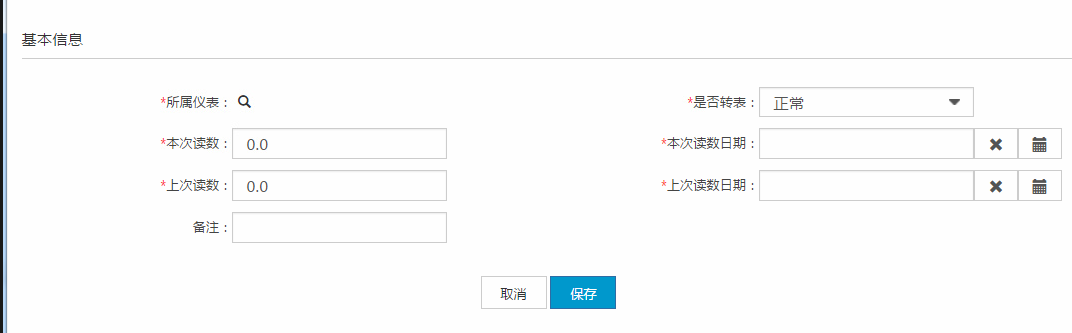 基本信息
*所属仪表： *是否转表： 正常
*本次读数： 0.0 *本次读数日期：
*上次读数： 0.0 *上次读数日期：
备注：
取消 保存